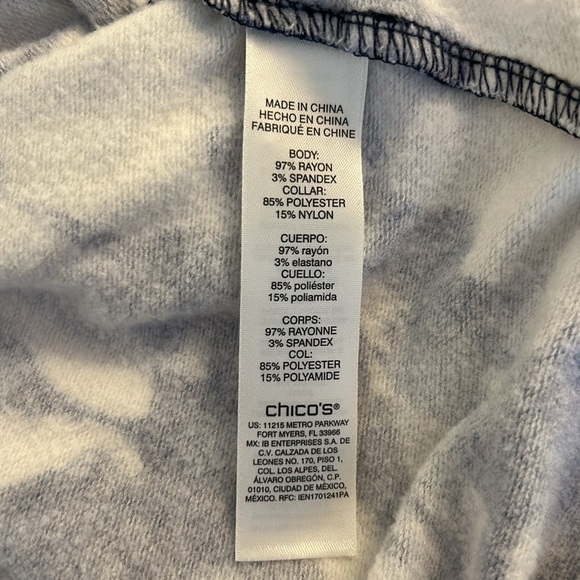 MADE IN CHINA
HECHO EN CHINA
FABRIQUÉ EN CHINE
BODY:
97% RAYON
3% SPANDEX
COLLAR:
85% POLYESTER
15% NYLON
CUERPO:
97% rayón
3% elastano
CUELLO:
85% poliéster
15% poliamida
CORPS:
97% RAYONNE
3% SPANDEX
COL:
85% POLYESTER
15% POLYAMIDE
chico's®
US: 11215 METRO PARKWAY
FORT MYERS, FL 33966
MX: IB ENTERPRISES S.A. DE
C.V. CALZADA DE LOS
LEONES NO. 170, PISO 1,
COL. LOS ALPES, DEL.
ÁLVARO OBREGÓN, C.P.
01010, CIUDAD DE MÉXICO,
MÉXICO. RFC: IEN1701241PA